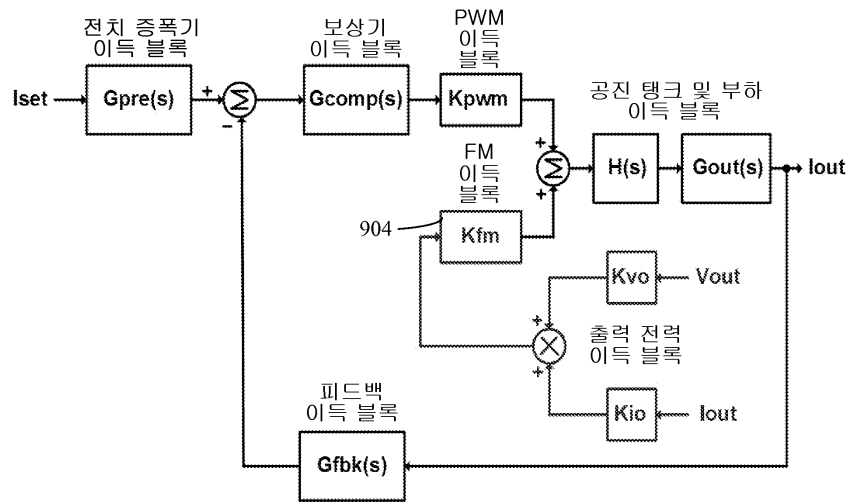 전치 증폭기
이득 블록
Iset
Gpre(s)
+
Σ
−
보상기
이득 블록
Gcomp(s)
PWM
이득
블록
Kpwm
+
Σ
+
FM
이득
블록
904
Kfm
공진 탱크 및 부하
이득 블록
H(s)
Gout(s)
Iout
Kvo
Vout
+
×
+
출력 전력
이득 블록
Kio
Iout
피드백
이득 블록
Gfbk(s)